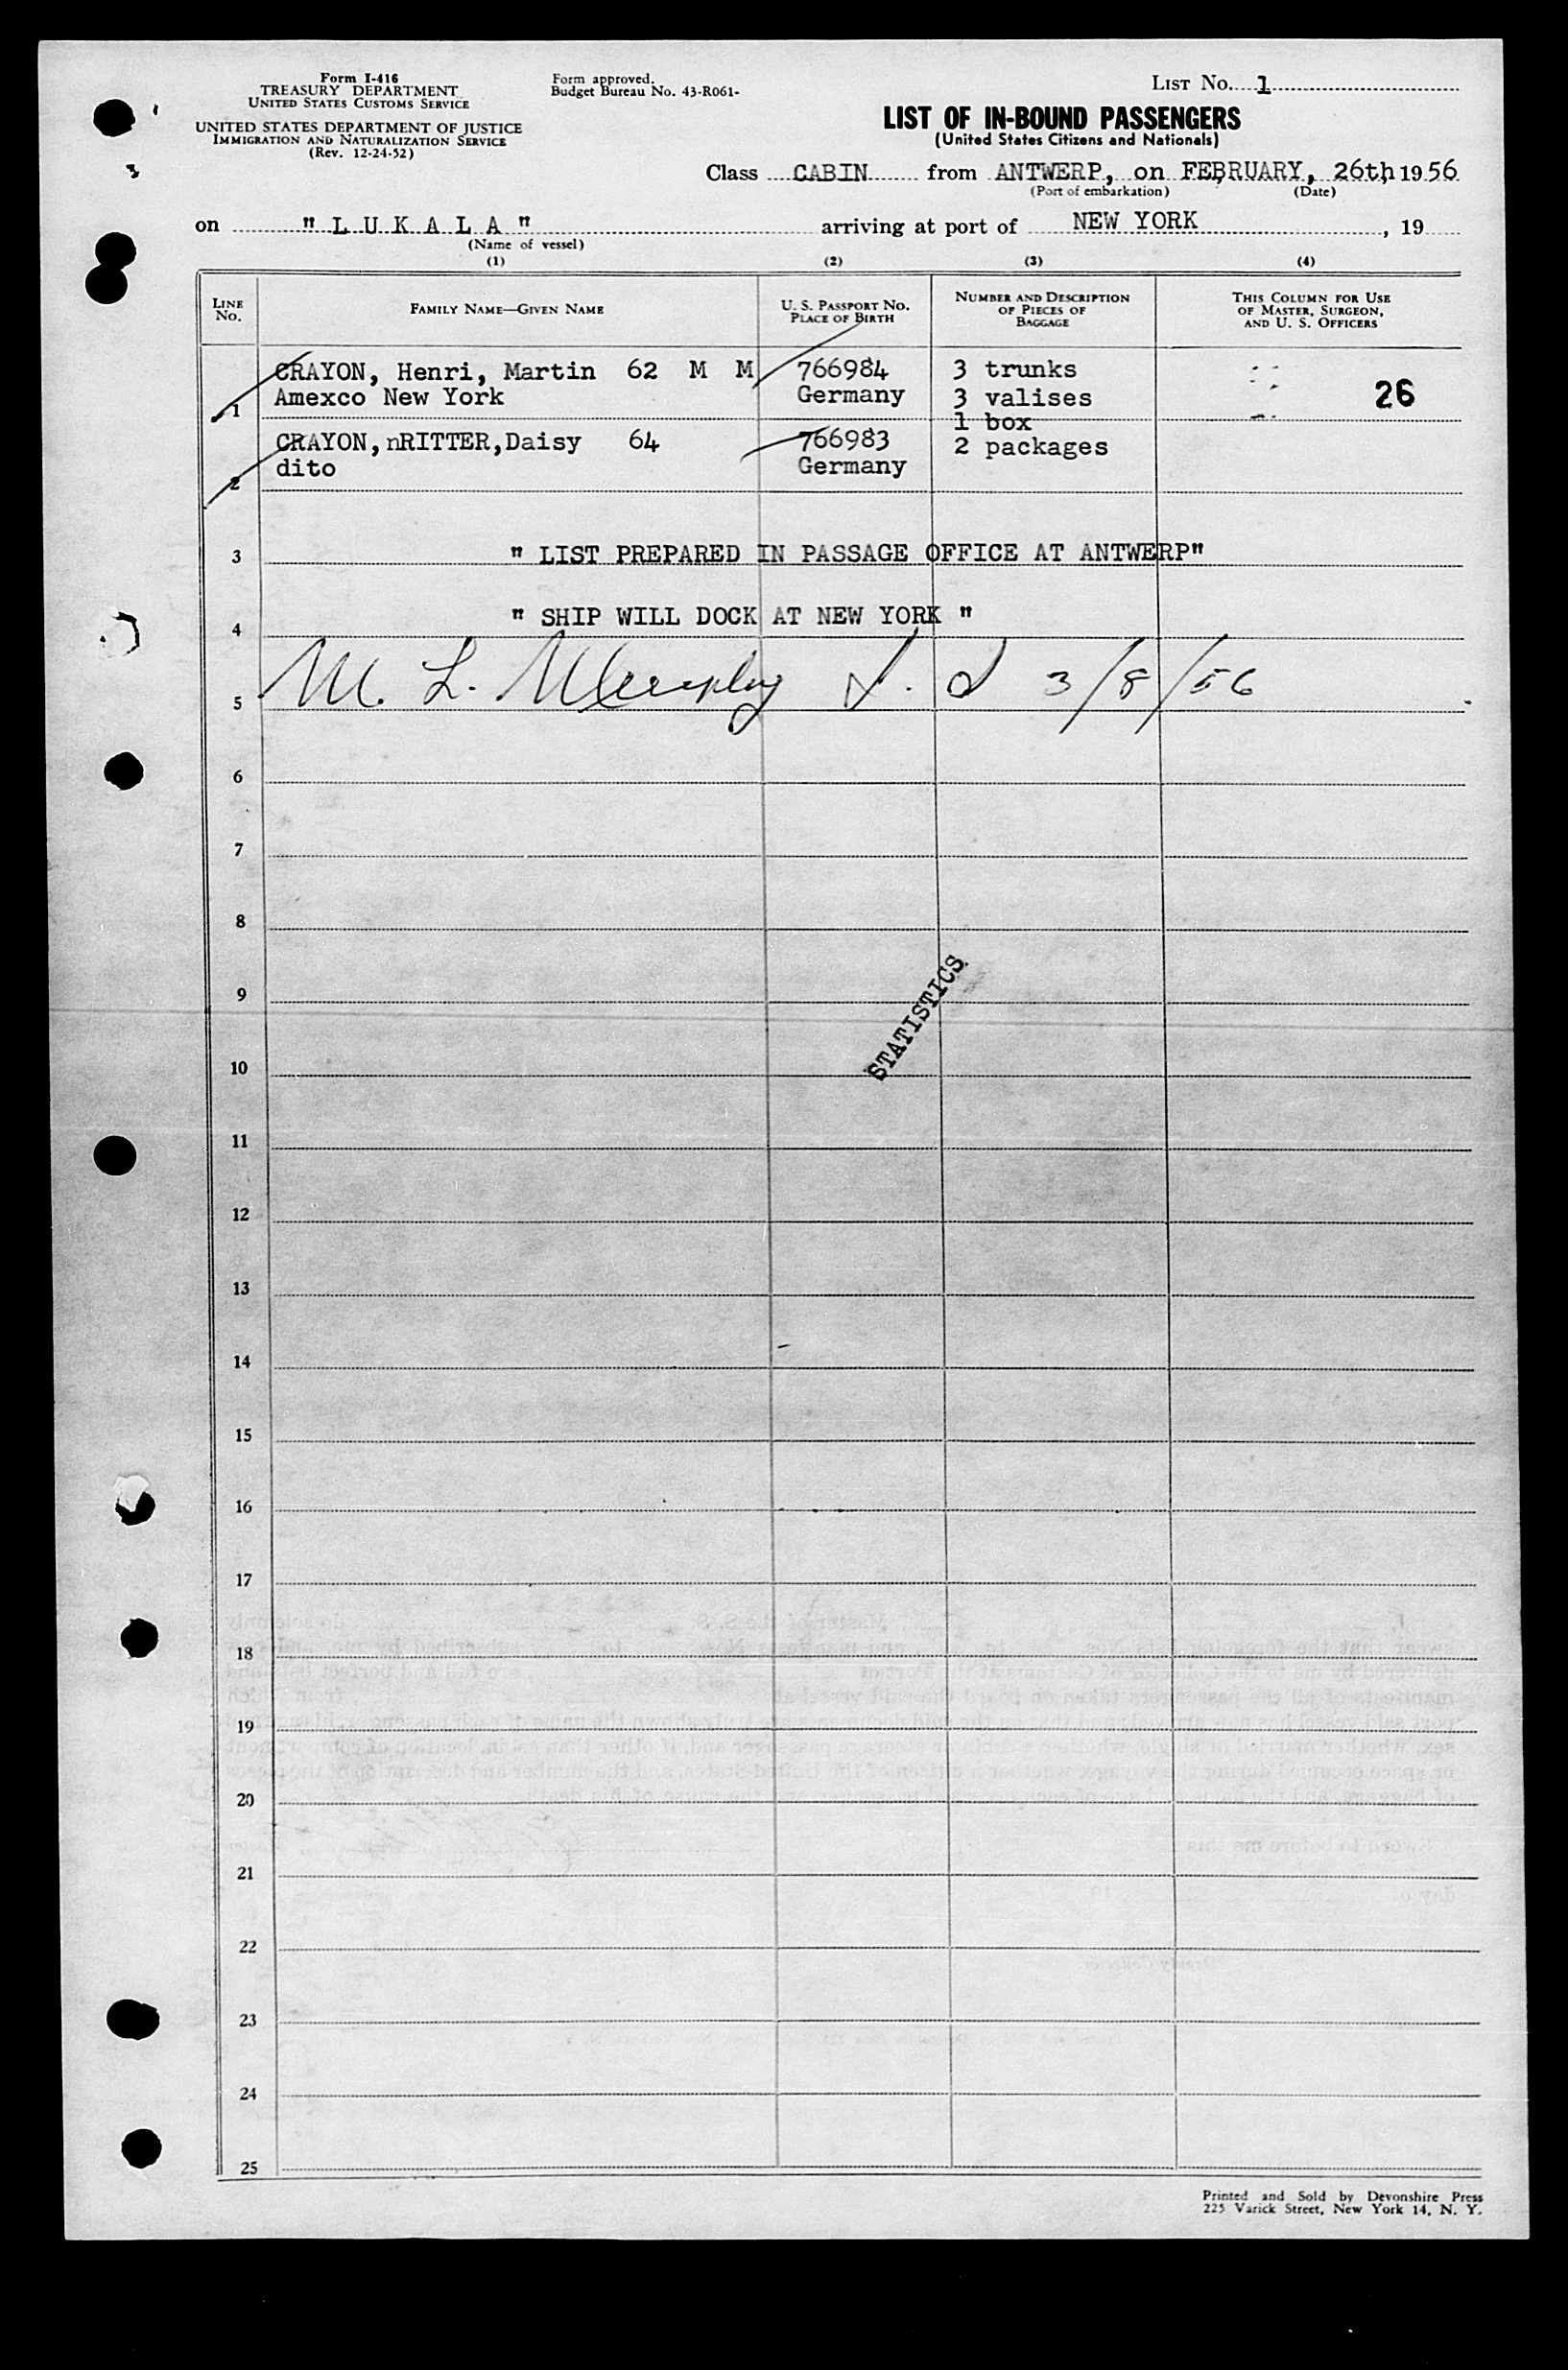 Form I-416
TREASURY DEPARTMENT
UNITED STATES CUSTOMS SERVICE
UNITED STATES DEPARTMENT OF JUSTICE
IMMIGRATION AND NATURALIZATION SERVICE
(Rev. 12-24-52)
Form approved.
Budget Bureau No. 43-R061-
LIST No. 1
LIST OF IN-BOUND PASSENGERS
(United States Citizens and Nationals)
Class CABIN from ANTWERP, on FEBRUARY, 26th, 1956
(Port of embarkation) (Date)
on "L U K A L A" arriving at port of NEW YORK, 19
(Name of vessel)
(1) (2) (3) (4)
LINE No. FAMILY NAME—GIVEN NAME U. S. PASSPORT No. PLACE OF BIRTH NUMBER AND DESCRIPTION OF PIECES OF BAGGAGE THIS COLUMN FOR USE OF MASTER, SURGEON, AND U. S. OFFICERS
CRAYON, Henri, Martin 62 M M 766984 3 trunks
Amexco New York Germany 3 valises 26
1 1 box
CRAYON, nRITTER,Daisy 64 766983 2 packages
dito Germany
2
3 " LIST PREPARED IN PASSAGE OFFICE AT ANTWERP"
4 " SHIP WILL DOCK AT NEW YORK "
5 M. L. Murphy 3/8/56
6
7
8
9
STATISTICS
10
11
12
13
14
15
16
17
18
19
20
21
22
23
24
25
Printed and Sold by Devonshire Press
225 Varick Street, New York 14, N. Y.